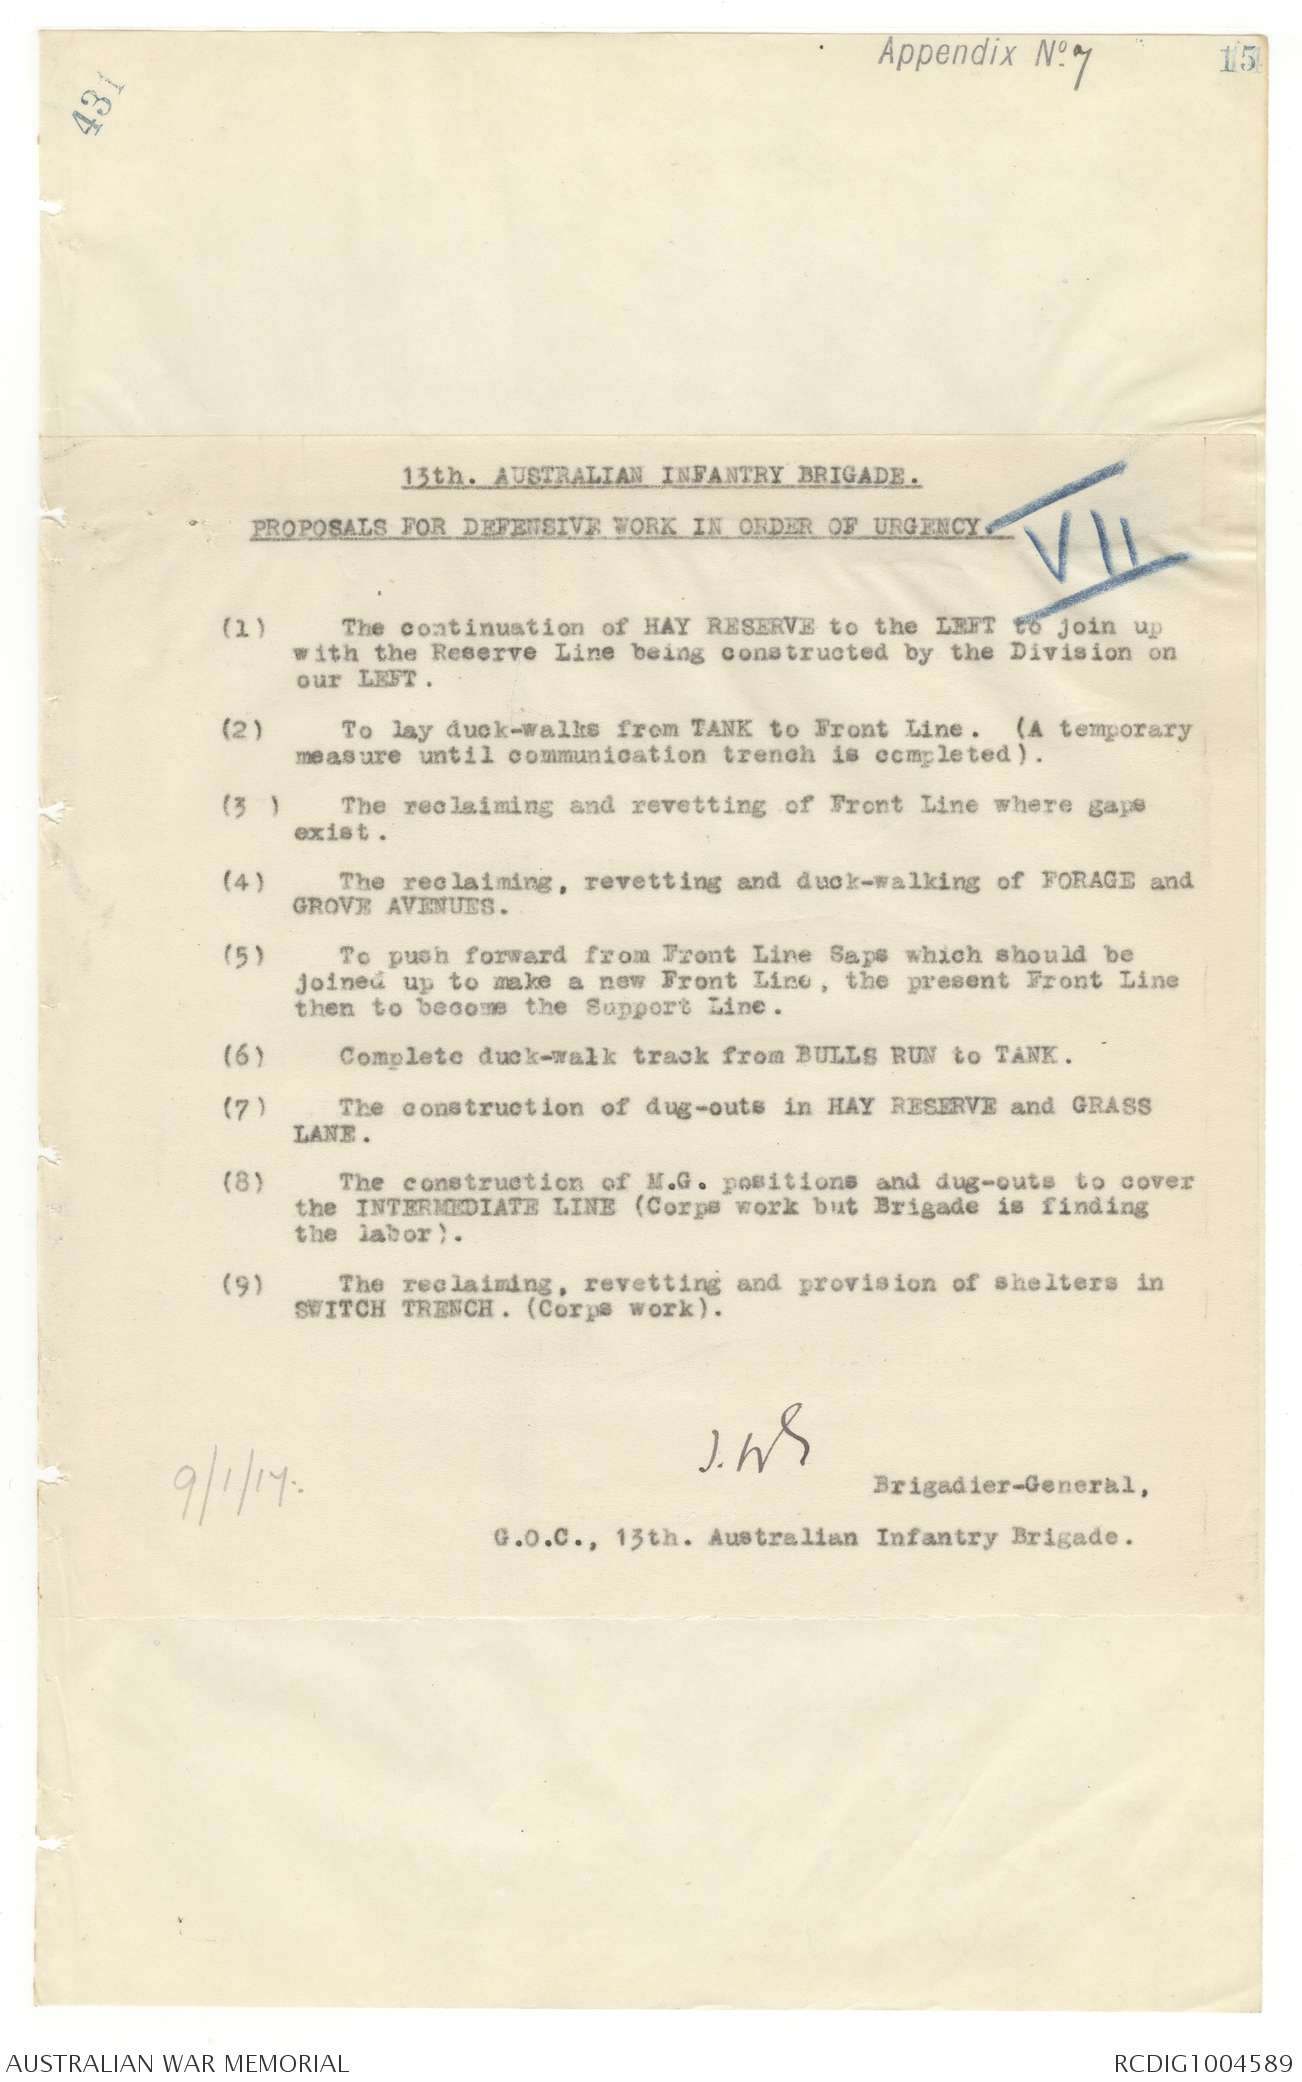 Appendix No. 7
15
431
13th. AUSTRALIAN INFANTRY BRIGADE.
PROPOSALS FOR DEFENSIVE WORK IN ORDER OF URGENCY.
VII
(1) The continuation of HAY RESERVE to the LEFT to join up
with the Reserve Line being constructed by the Division on
our LEFT.
(2) To lay duck-walks from TANK to Front Line. (A temporary
measure until communication trench is completed).
(3 ) The reclaiming and revetting of Front Line where gaps
exist.
(4) The reclaiming, revetting and duck-walking of FORAGE and
GROVE AVENUES.
(5) To push forward from Front Line Saps which should be
joined up to make a new Front Line, the present Front Line
then to become the Support Line.
(6) Complete duck-walk track from BULLS RUN to TANK.
(7) The construction of dug-outs in HAY RESERVE and GRASS
LANE.
(8) The construction of M.G. positions and dug-outs to cover
the INTERMEDIATE LINE (Corps work but Brigade is finding
the labor).
(9) The reclaiming, revetting and provision of shelters in
SWITCH TRENCH. (Corps work).
9/1/17.
Brigadier-General,
G.O.C., 13th. Australian Infantry Brigade.
AUSTRALIAN WAR MEMORIAL
RCDIG1004589